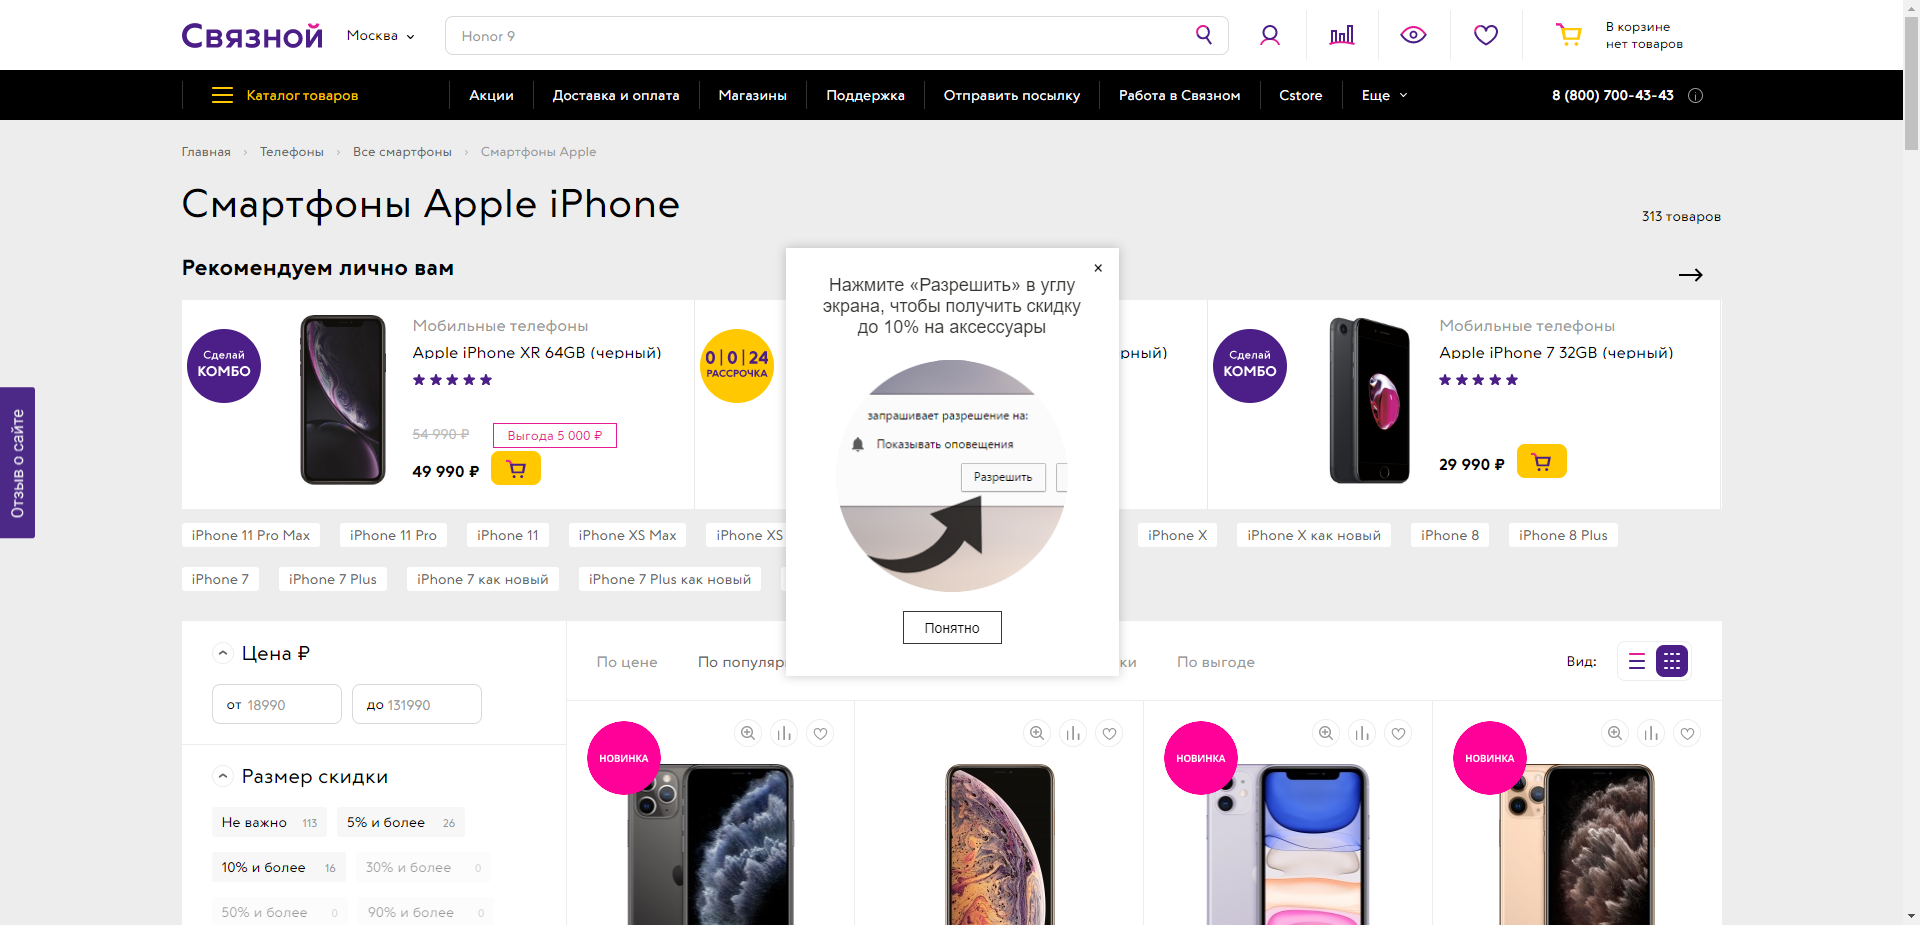 Связной
Москва
Honor 9
В корзине
нет товаров
Каталог товаров
Акции
Доставка и оплата
Магазины
Поддержка
Отправить посылку
Работа в Связном
Cstore
Еще
8 (800) 700-43-43
Главная › Телефоны › Все смартфоны › Смартфоны Apple
Смартфоны Apple iPhone
313 товаров
Рекомендуем лично вам
Сделай
КОМБО
Мобильные телефоны
Apple iPhone XR 64GB (черный)
54 990 ₽
Выгода 5 000 ₽
49 990 ₽
0|0|24
РАССРОЧКА
рный)
Сделай
КОМБО
Мобильные телефоны
Apple iPhone 7 32GB (черный)
29 990 ₽
×
Нажмите «Разрешить» в углу
экрана, чтобы получить скидку
до 10% на аксессуары
запрашивает разрешение на:
Показывать оповещения
Разрешить
Понятно
Отзыв о сайте
iPhone 11 Pro Max
iPhone 11 Pro
iPhone 11
iPhone XS Max
iPhone XS
iPhone X
iPhone X как новый
iPhone 8
iPhone 8 Plus
iPhone 7
iPhone 7 Plus
iPhone 7 как новый
iPhone 7 Plus как новый
Цена ₽
от 18990
до 131990
Размер скидки
Не важно 113
5% и более 26
10% и более 16
30% и более 0
50% и более 0
90% и более 0
По цене
По популяр
ки
По выгоде
Вид:
НОВИНКА
НОВИНКА
НОВИНКА